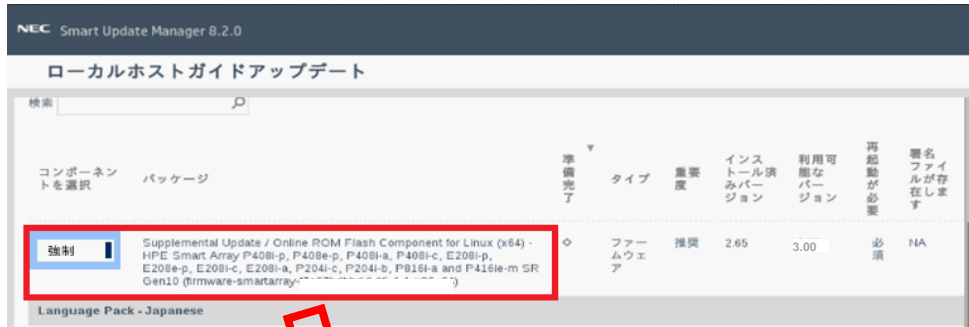 NEC Smart Update Manager 8.2.0
ローカルホストガイドアップデート
検索
コンポーネン
トを選択
パッケージ
準備完了
タイプ
重要
度
インス
トール済
みバー
ジョン
利用可
能な
バー
ジョン
再起動が必要
署名
ファイ
ルが存
在しま
す
強制
Supplemental Update / Online ROM Flash Component for Linux (x64) -
HPE Smart Array P408i-p, P408e-p, P408i-a, P408i-c, E208i-p,
E208e-p, E208i-c, E208i-a, P204i-c, P204i-b, P816i-a and P416ie-m SR
Gen10 (firmware-smartarray-
ファー
ムウェ
ア
推奨
2.65
3.00
必
須
NA
Language Pack - Japanese